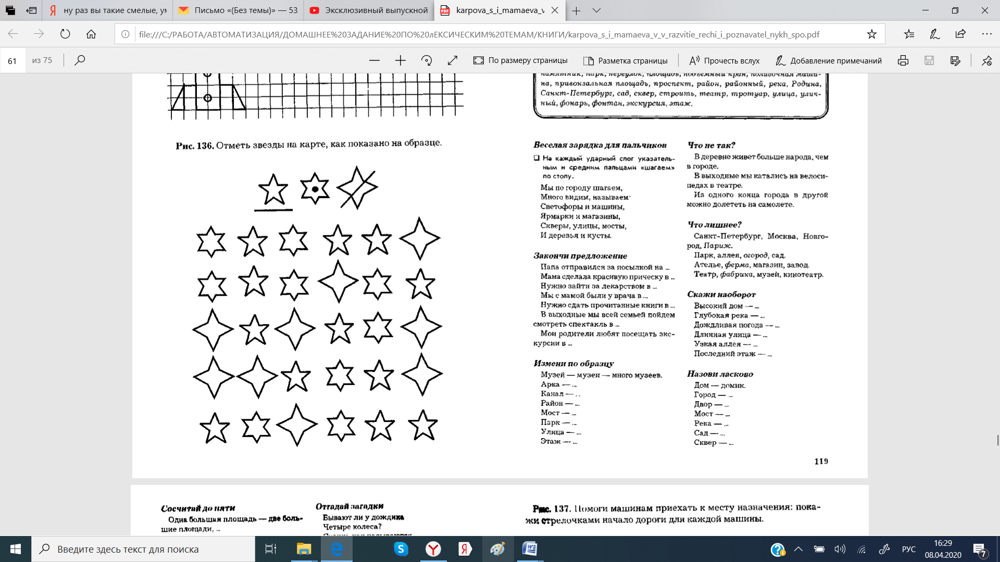 ну раз вы такие смелые, ум
Письмо «(Без темы)» — 53
Эксклюзивный выпускной
karpova_s_i_mamaeva_v
file:///C:/РАБОТА/АВТОМАТИЗАЦИЯ/ДОМАШНЕЕ%20ЗАДАНИЕ%20ПО%20лЕКСИЧЕСКИМ%20ТЕМАМ/КНИГИ/karpova_s_i_mamaeva_v_v_razvitie_rechi_i_poznavatel_nykh_spo.pdf
61 из 75
По размеру страницы
Разметка страницы
Прочесть вслух
Добавление примечаний
памятник, парк, переулок, площадь, подъемный кран, поливочная маши-
на, привокзальная площадь, проспект, район, районный, река, Родина,
Санкт-Петербург, сад, сквер, строить, театр, тротуар, улица, улич-
ный, фонарь, фонтан, экскурсия, этаж.
Рис. 136. Отметь звезды на карте, как показано на образце.
Веселая зарядка для пальчиков
❑ На каждый ударный слог указатель-
ным и средним пальцами «шагаем»
по столу.
Мы по городу шагаем,
Много видим, называем:
Светофоры и машины,
Ярмарки и магазины,
Скверы, улицы, мосты,
И деревья и кусты.
Закончи предложение
Папа отправился за посылкой на ...
Мама сделала красивую прическу в ...
Нужно зайти за лекарством в ...
Мы с мамой были у врача в ...
Нужно сдать прочитанные книги в ...
В выходные мы всей семьей пойдем
смотреть спектакль в ...
Мои родители любят посещать экс-
курсии в ...
Измени по образцу
Музей — музеи — много музеев.
Арка — ...
Канал — ...
Район — ...
Мост — ...
Парк — ...
Улица — ...
Этаж — ...
Что не так?
В деревне живет больше народа, чем
в городе.
В выходные мы катались на велоси-
педах в театре.
Из одного конца города в другой
можно долететь на самолете.
Что лишнее?
Санкт-Петербург, Москва, Новго-
род, Париж.
Парк, аллея, огород, сад.
Ателье, ферма, магазин, завод.
Театр, фабрика, музей, кинотеатр.
Скажи наоборот
Высокий дом — ...
Глубокая река — ...
Дождливая погода — ...
Длинная улица — ...
Узкая аллея — ...
Последний этаж — ...
Назови ласково
Дом — домик.
Город — ...
Двор — ...
Мост — ...
Река — ...
Сад — ...
Сквер — ...
119
Сосчитай до пяти
Одна большая площадь — две боль-
шие площади, ...
Отгадай загадки
Бывают ли у дождика
Четыре колеса?
Рис. 137. Помоги машинам приехать к месту назначения: пока-
жи стрелочками начало дороги для каждой машины.
Введите здесь текст для поиска
РУС
16:29
08.04.2020
7